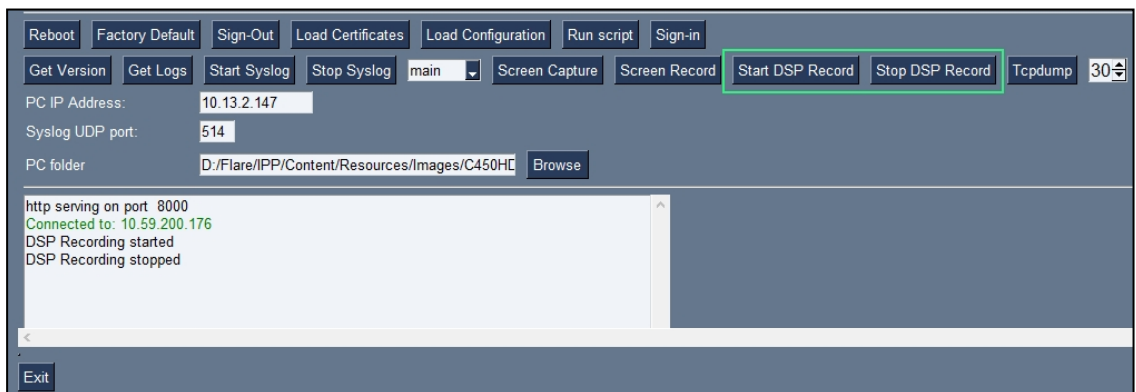 Reboot Factory Default Sign-Out Load Certificates Load Configuration Run script Sign-in
Get Version Get Logs Start Syslog Stop Syslog main Screen Capture Screen Record Start DSP Record Stop DSP Record Tcpdump 30
PC IP Address: 10.13.2.147
Syslog UDP port: 514
PC folder D:/Flare/IPP/Content/Resources/Images/C450HD Browse
http serving on port 8000
Connected to: 10.59.200.176
DSP Recording started
DSP Recording stopped
Exit